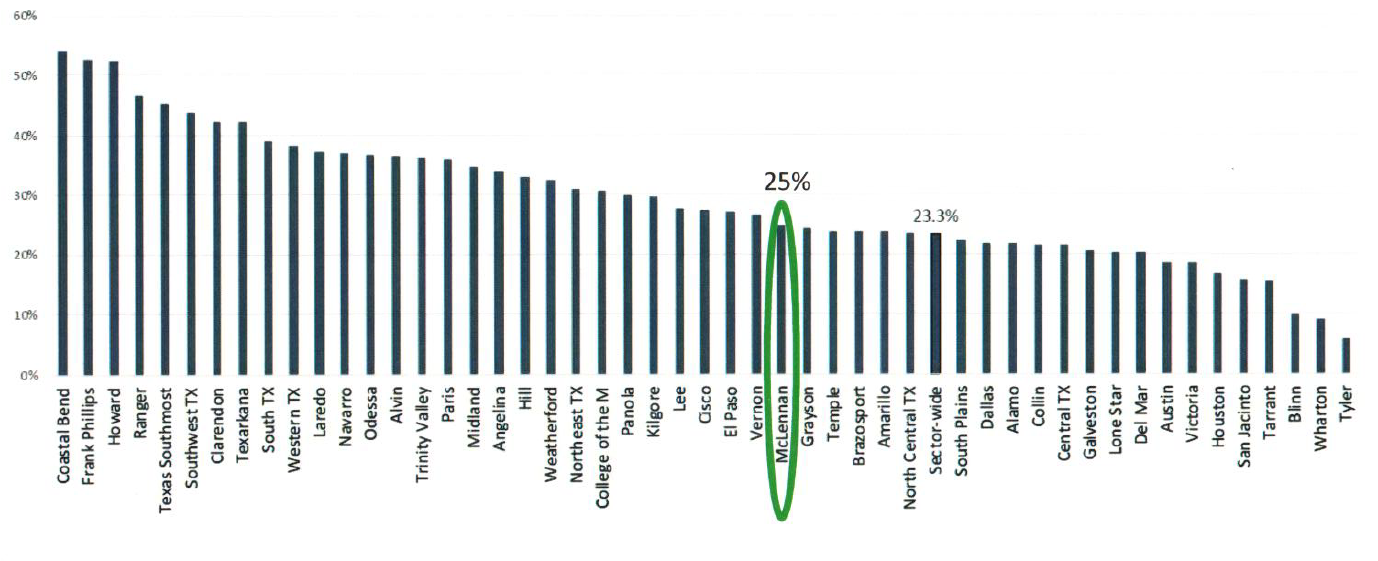 60%
50%
40%
30%
20%
10%
0%
25%
23.3%
Coastal Bend
Frank Phillips
Howard
Ranger
Texas Southmost
Southwest TX
Clarendon
Texarkana
South TX
Western TX
Laredo
Navarro
Odessa
Alvin
Trinity Valley
Paris
Midland
Angelina
Hill
Weatherford
Northeast TX
College of the M
Panola
Kilgore
Lee
Cisco
El Paso
Vernon
McLennan
Grayson
Temple
Brazosport
Amarillo
North Central TX
Sector-wide
South Plains
Dallas
Alamo
Collin
Central TX
Galveston
Lone Star
Del Mar
Austin
Victoria
Houston
San Jacinto
Tarrant
Blinn
Wharton
Tyler